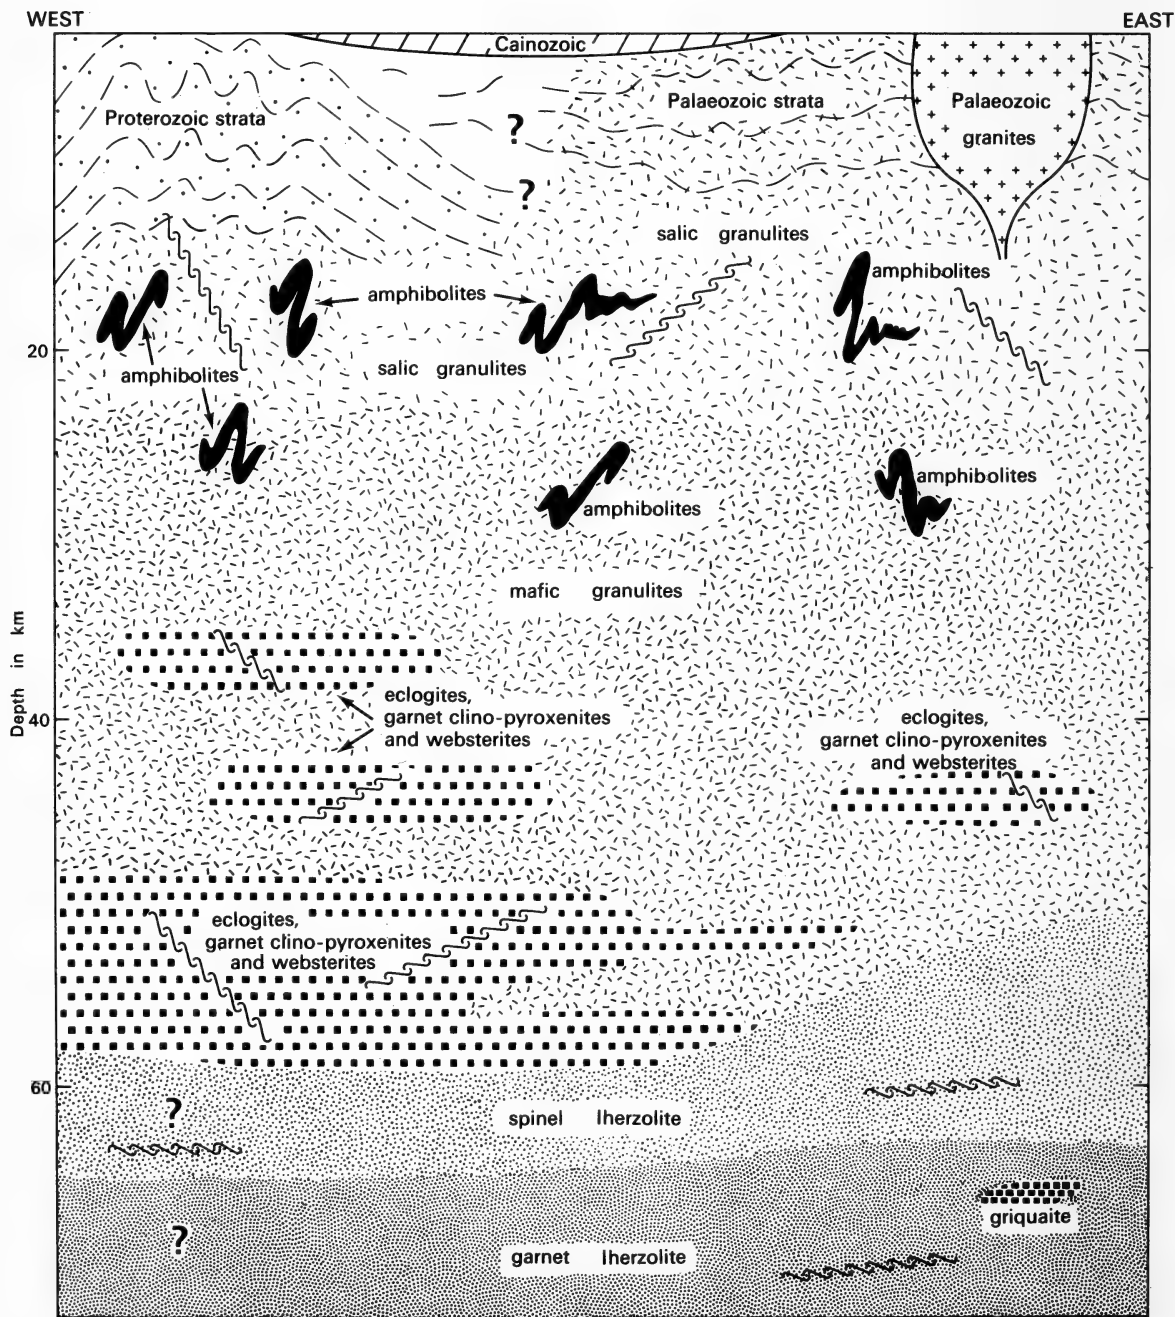 WEST
EAST
Cainozoic
Proterozoic strata
?
?
Palaeozoic strata
Palaeozoic
granites
salic granulites
amphibolites
amphibolites
20
amphibolites
salic granulites
amphibolites
amphibolites
mafic granulites
Depth in km
40
eclogites,
garnet clino-pyroxenites
and websterites
eclogites,
garnet clino-pyroxenites
and websterites
eclogites,
garnet clino-pyroxenites
and websterites
60
?
spinel lherzolite
griquaite
?
garnet lherzolite